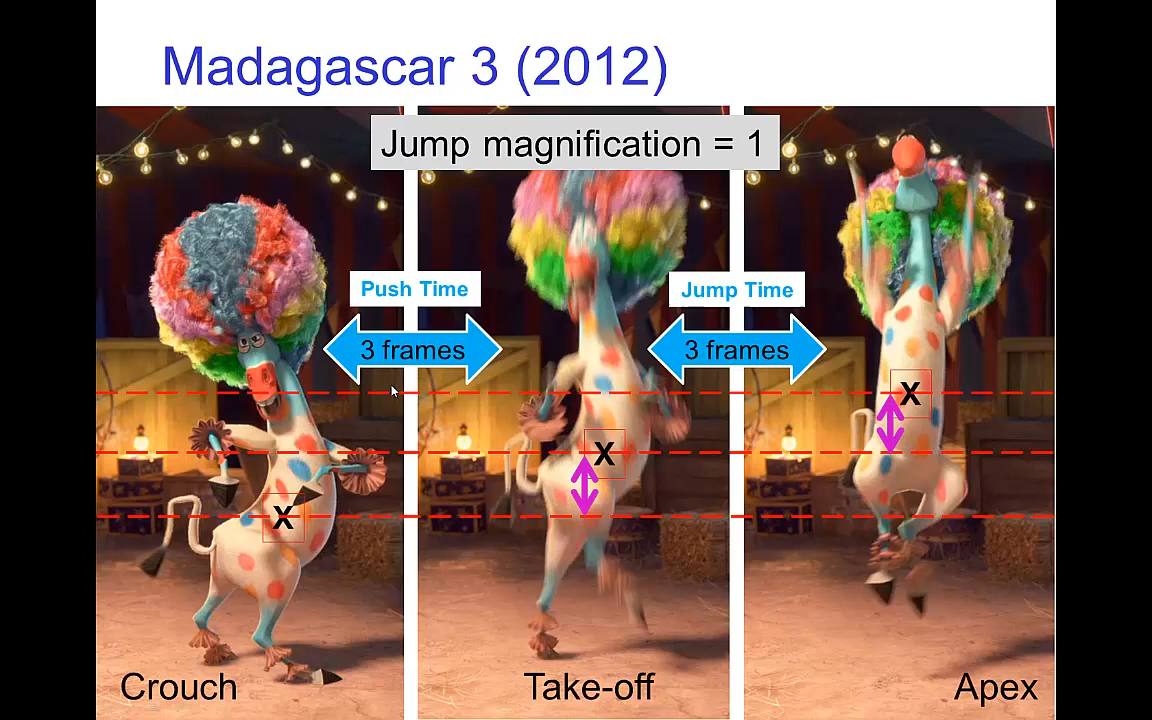 Madagascar 3 (2012)
Jump magnification = 1
Push Time
3 frames
Jump Time
3 frames
X
X
X
Crouch
Take-off
Apex